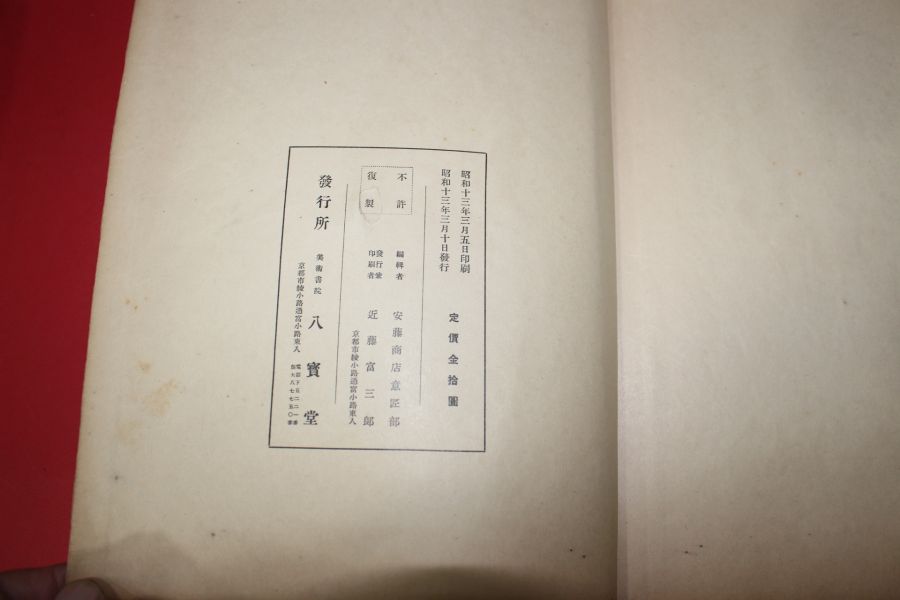 昭和十三年三月五日印刷
昭和十三年三月十日發行
定價金拾圓
不許
復製
編輯者
安藤商店意匠部
發行兼
印刷者
京都市綾小路通富小路東入
近藤富三郎
發行所
美術書院
八寶堂
京都市綾小路通富小路東入